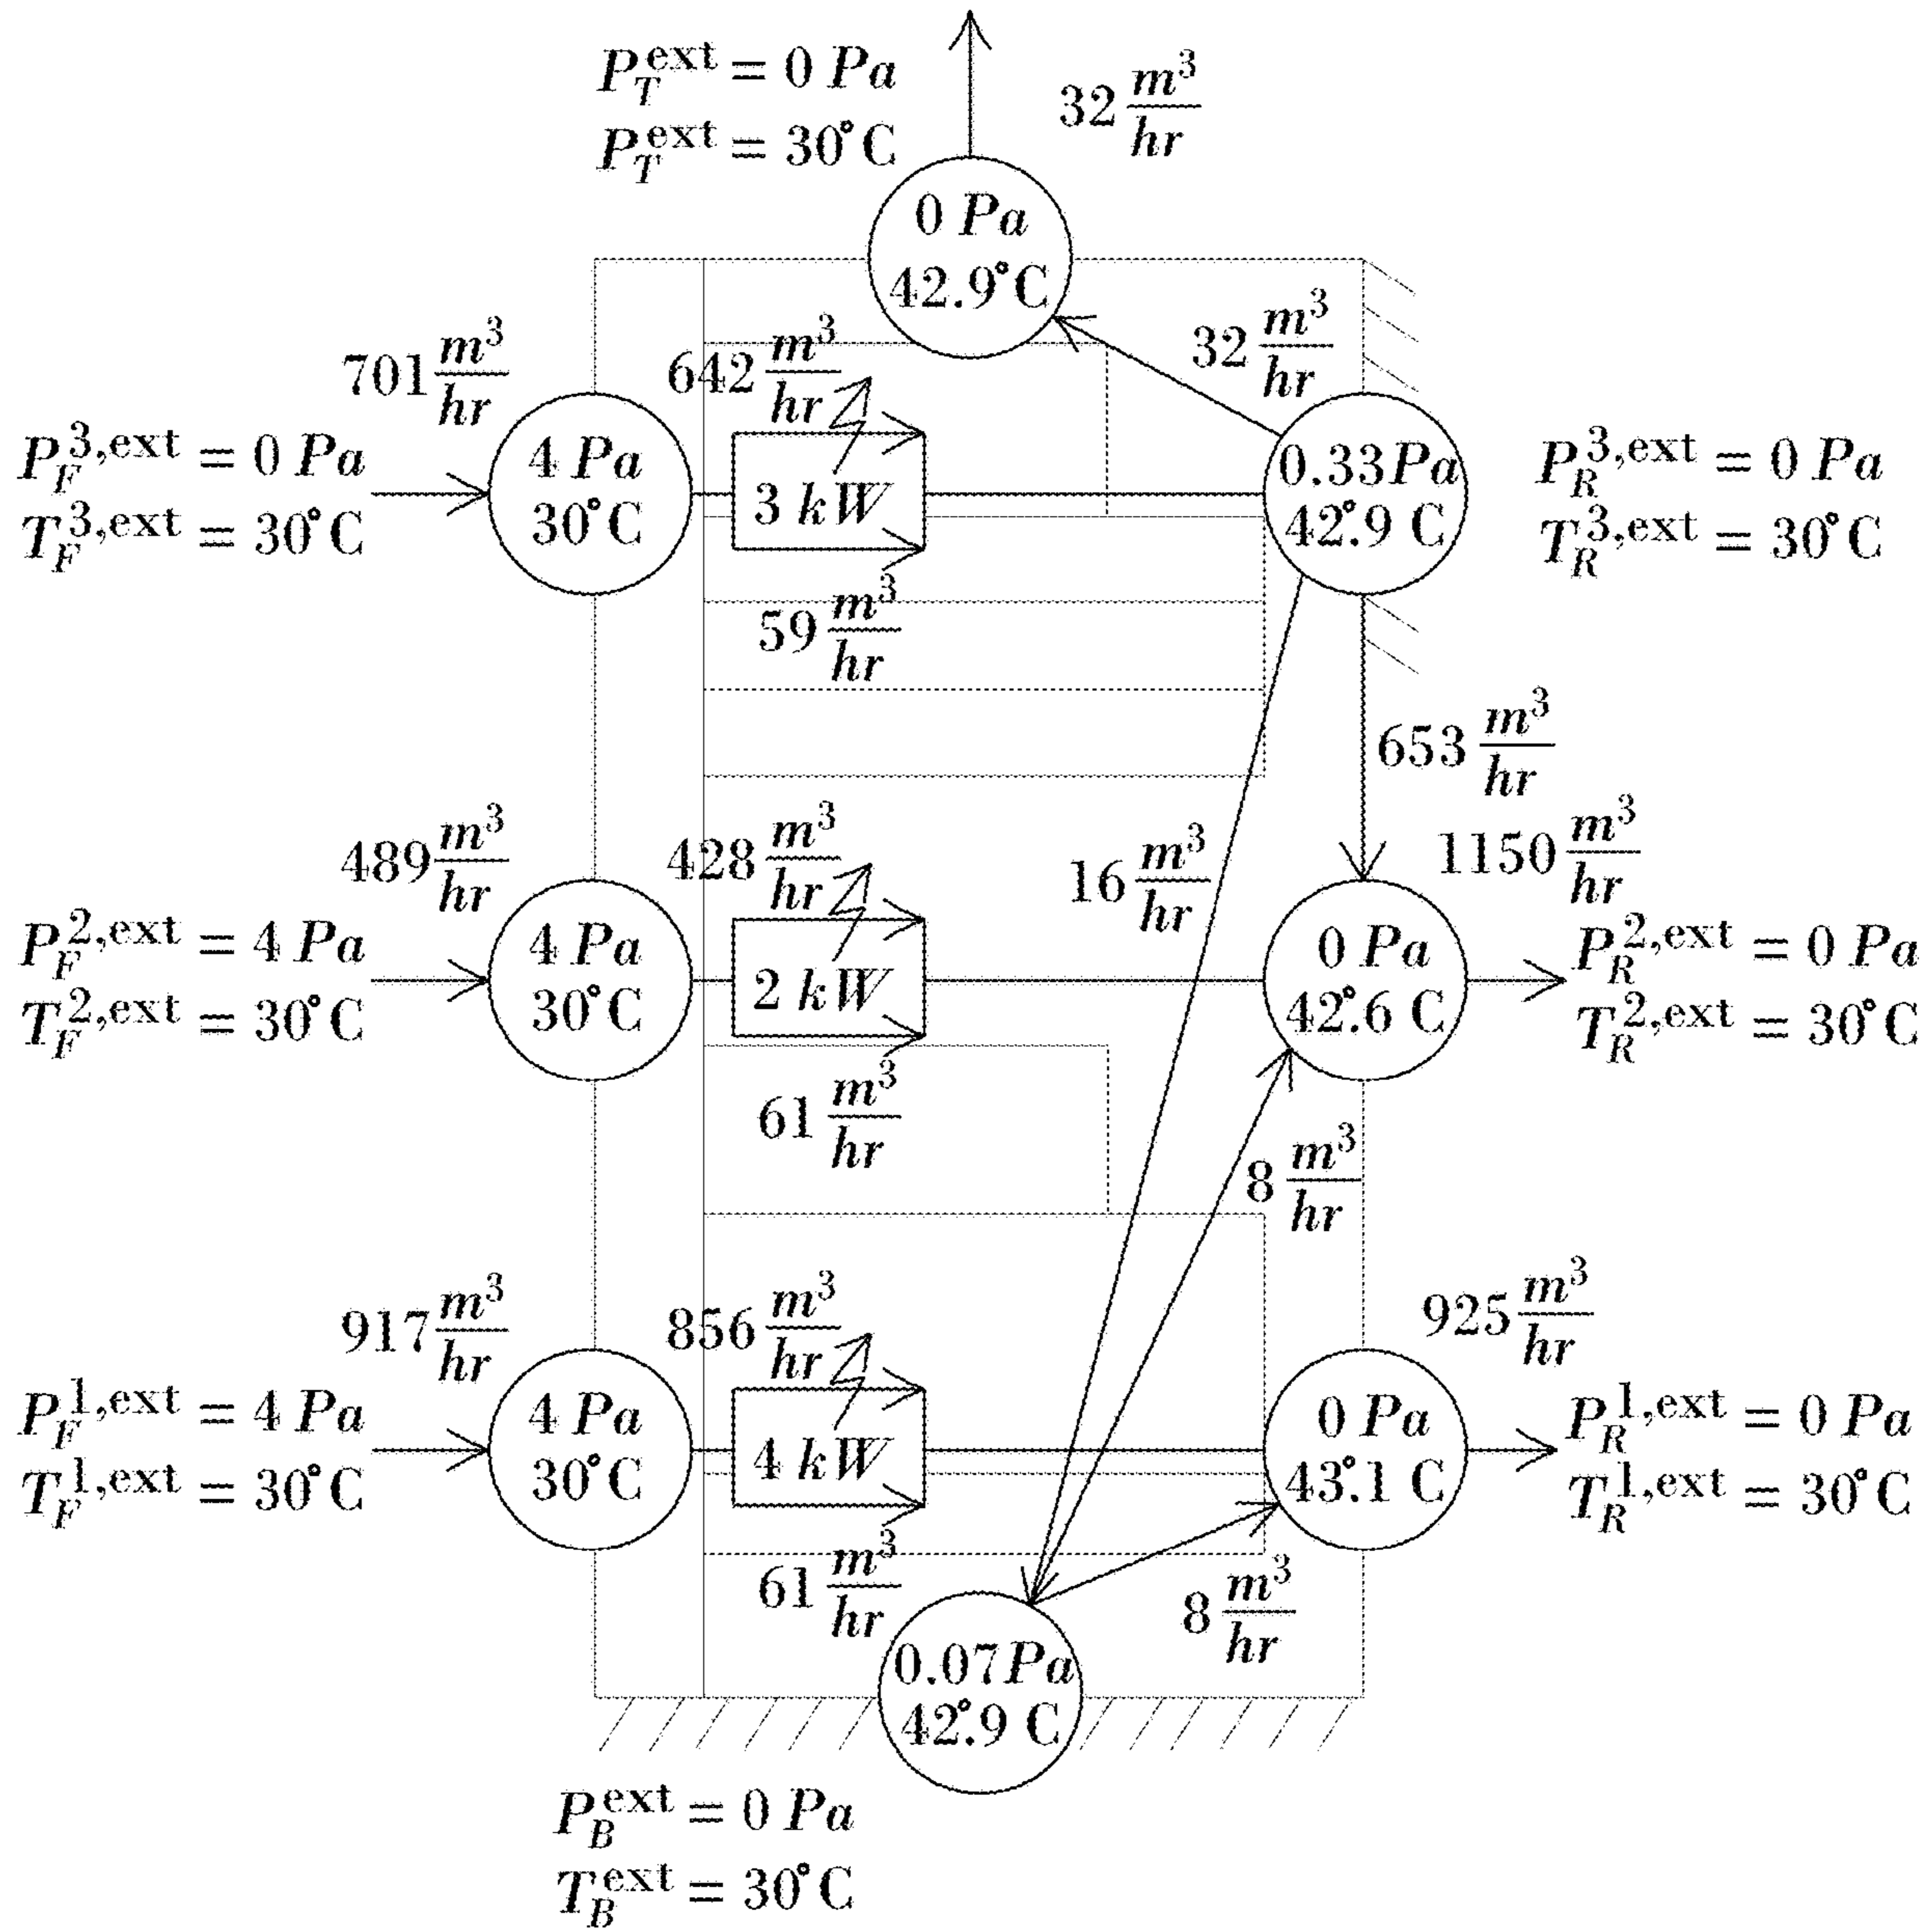 P_T^ext = 0 Pa
P_T^ext = 30°C
32 m³/hr
0 Pa
42.9°C
701 m³/hr
642 m³/hr
32 m³/hr
P_F^3,ext = 0 Pa
T_F^3,ext = 30°C
4 Pa
30°C
3 kW
0.33Pa
42°.9 C
P_R^3,ext = 0 Pa
T_R^3,ext = 30°C
59 m³/hr
653 m³/hr
489 m³/hr
428 m³/hr
16 m³/hr
1150 m³/hr
P_F^2,ext = 4 Pa
T_F^2,ext = 30°C
4 Pa
30°C
2 kW
0 Pa
42°.6 C
P_R^2,ext = 0 Pa
T_R^2,ext = 30°C
61 m³/hr
8 m³/hr
917 m³/hr
856 m³/hr
925 m³/hr
P_F^1,ext = 4 Pa
T_F^1,ext = 30°C
4 Pa
30°C
4 kW
0 Pa
43°.1 C
P_R^1,ext = 0 Pa
T_R^1,ext = 30°C
61 m³/hr
8 m³/hr
0.07Pa
42°.9 C
P_B^ext = 0 Pa
T_B^ext = 30°C